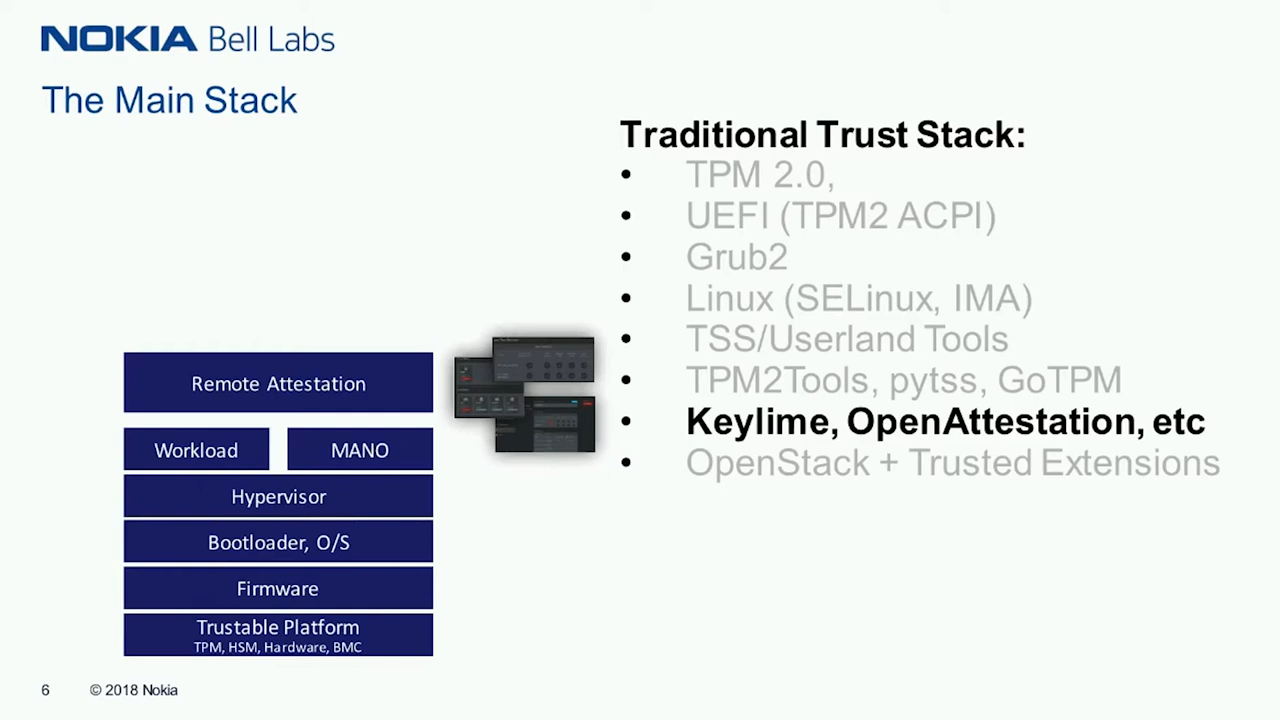 NOKIA Bell Labs
The Main Stack
Traditional Trust Stack:
• TPM 2.0,
• UEFI (TPM2 ACPI)
• Grub2
• Linux (SELinux, IMA)
• TSS/Userland Tools
• TPM2Tools, pytss, GoTPM
• Keylime, OpenAttestation, etc
• OpenStack + Trusted Extensions
Remote Attestation
Workload
MANO
Hypervisor
Bootloader, O/S
Firmware
Trustable Platform
TPM, HSM, Hardware, BMC
6
© 2018 Nokia